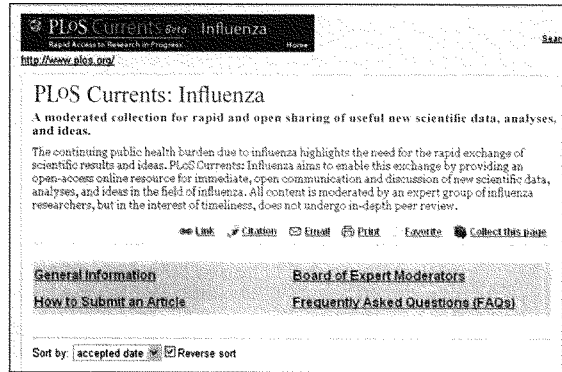 PLoS Currents Beta Influenza
Rapid Access to Research in Progress Home
Sear
http://www.plos.org/
PLoS Currents: Influenza
A moderated collection for rapid and open sharing of useful new scientific data, analyses,
and ideas.
The continuing public health burden due to influenza highlights the need for the rapid exchange of
scientific results and ideas. PLoS Currents: Influenza aims to enable this exchange by providing an
open-access online resource for immediate, open communication and discussion of new scientific data,
analyses, and ideas in the field of influenza. All content is moderated by an expert group of influenza
researchers, but in the interest of timeliness, does not undergo in-depth peer review.
Link Citation Email Print Favorite Collect this page
General Information Board of Expert Moderators
How to Submit an Article Frequently Asked Questions (FAQs)
Sort by: accepted date Reverse sort